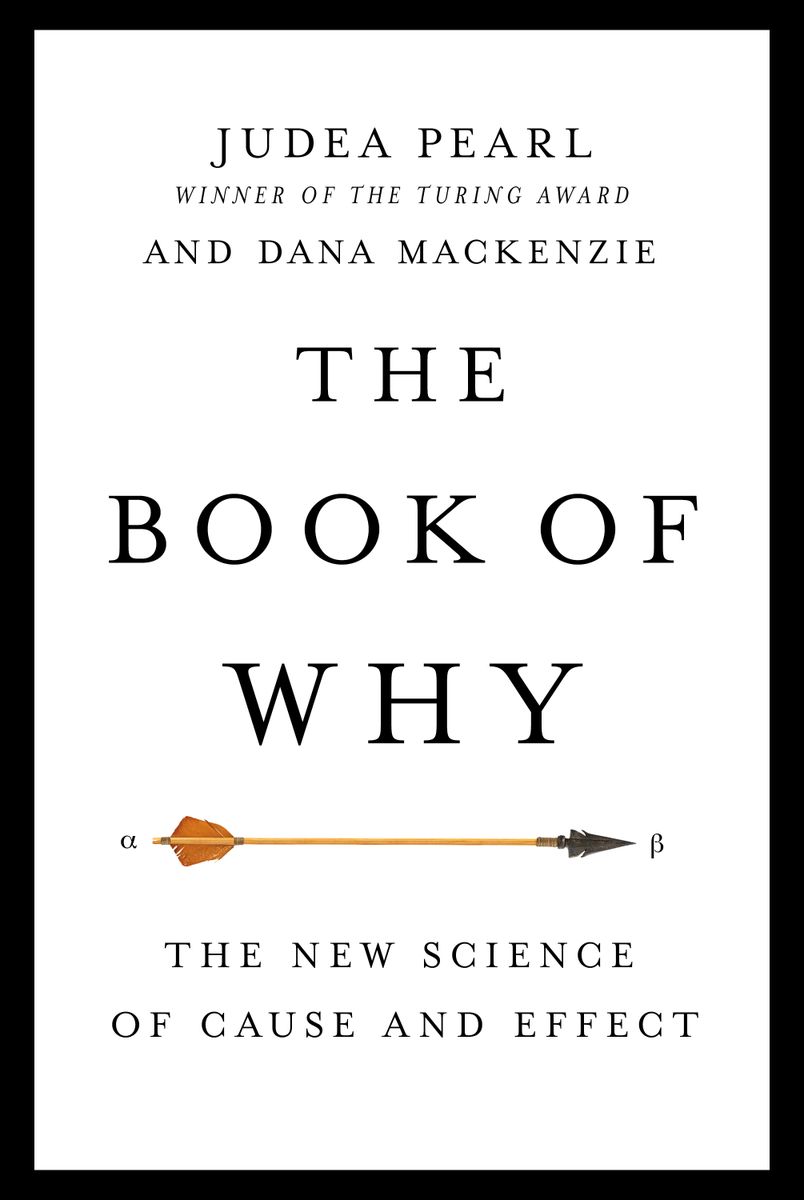 JUDEA PEARL
WINNER OF THE TURING AWARD
AND DANA MACKENZIE
THE
BOOK OF
WHY
α β
THE NEW SCIENCE
OF CAUSE AND EFFECT